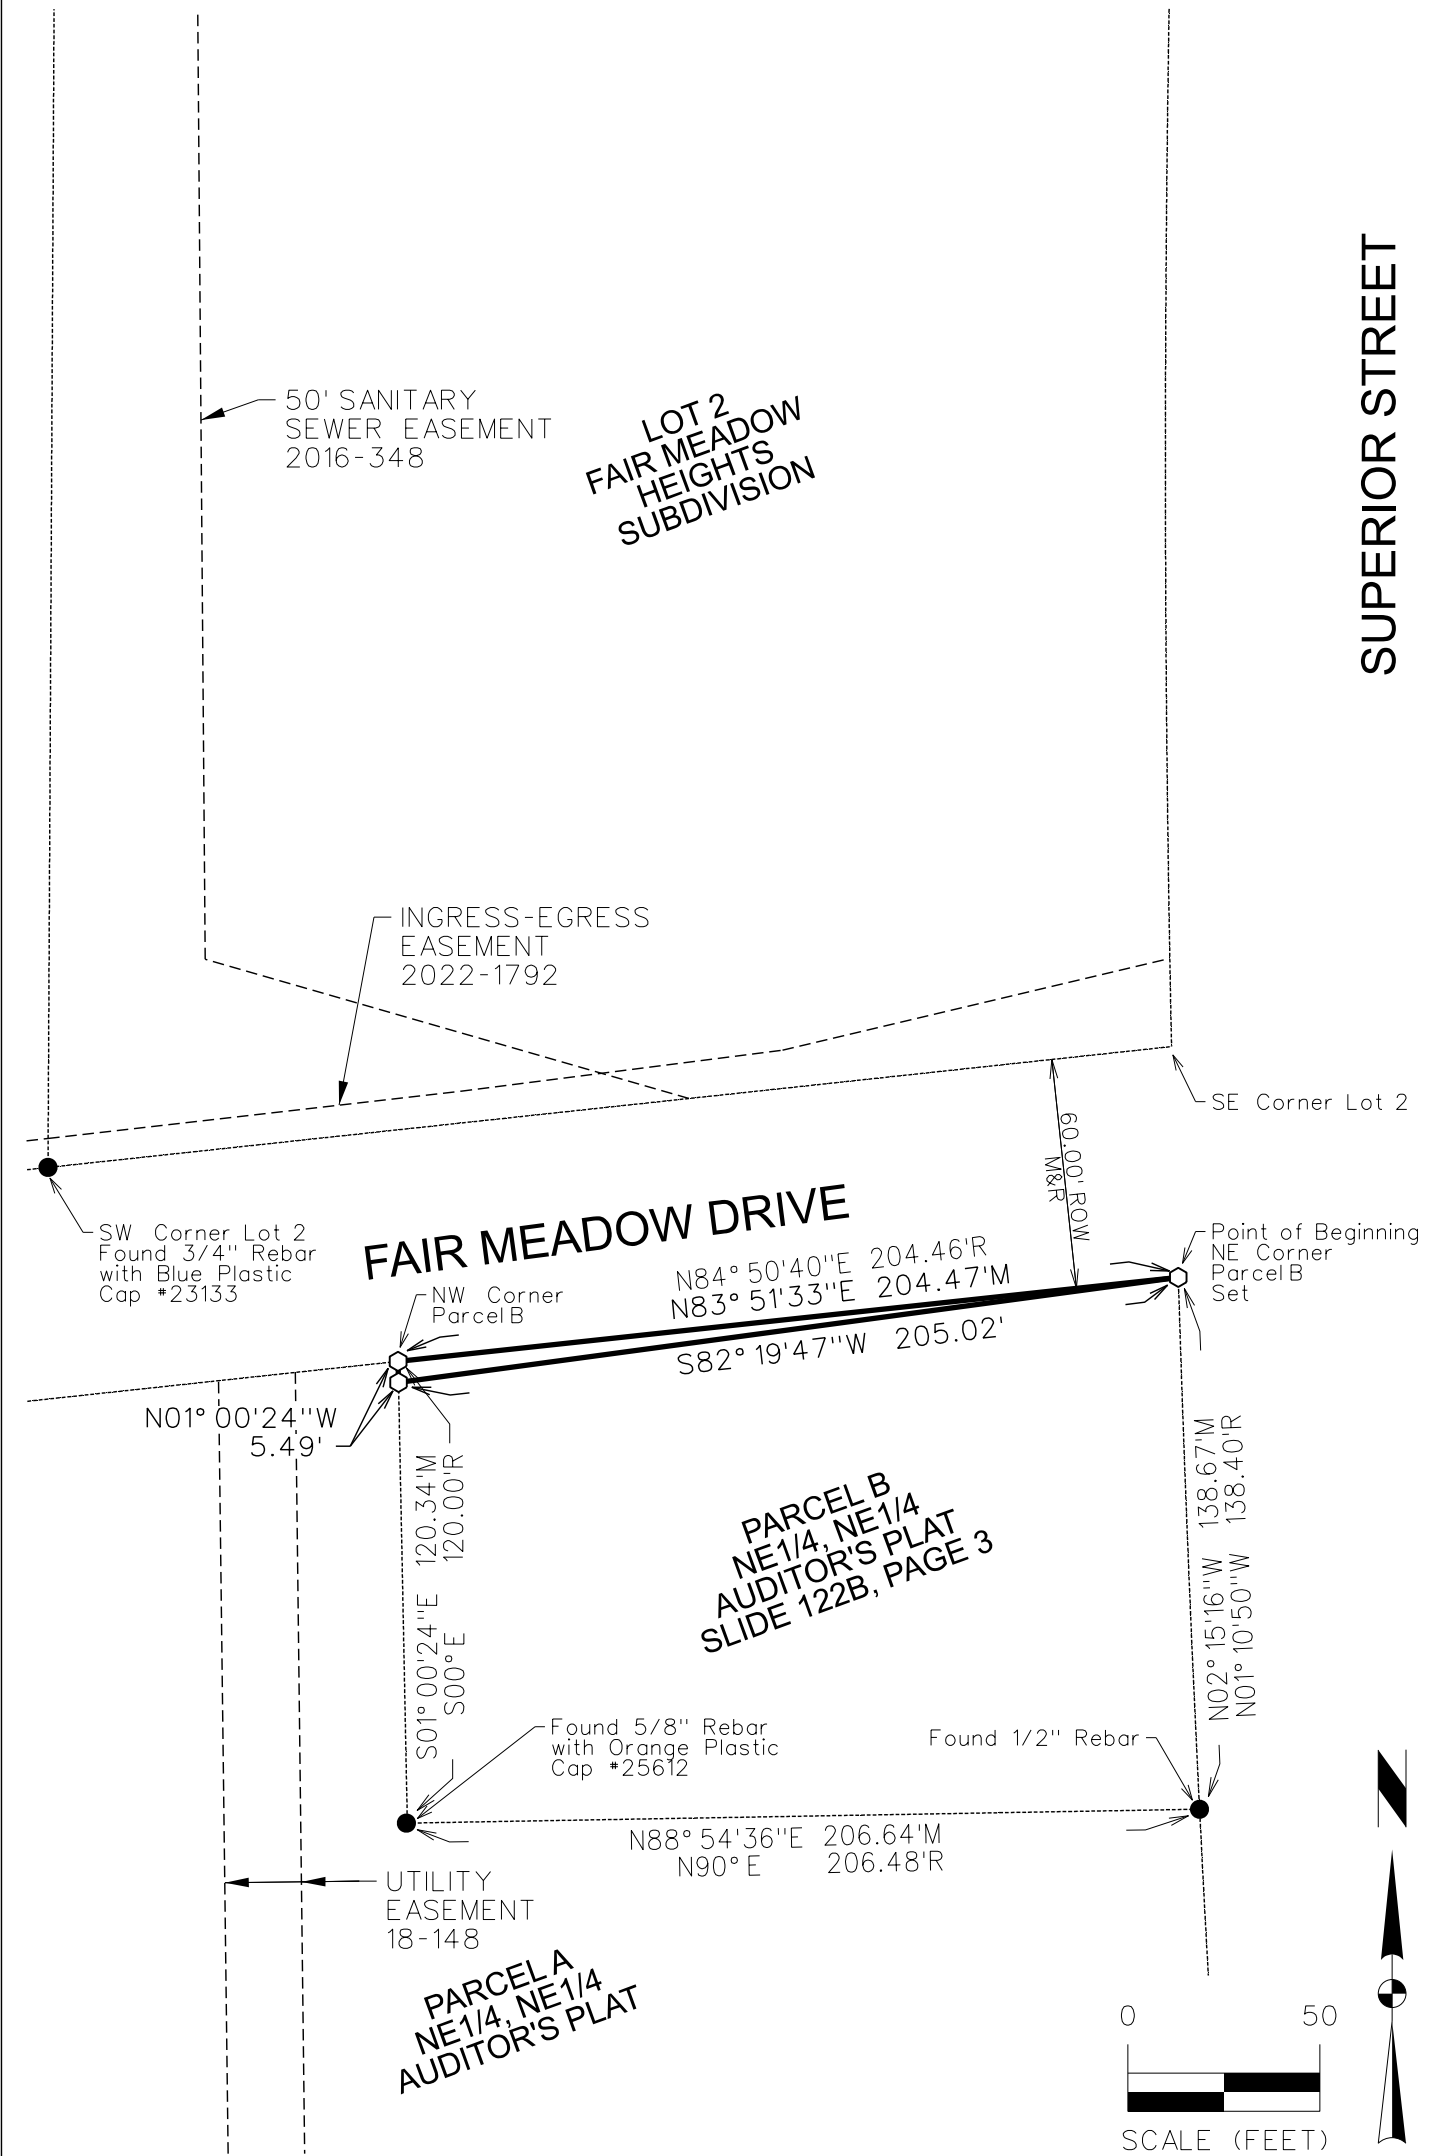 SUPERIOR STREET
50' SANITARY
SEWER EASEMENT
2016-348
LOT 2
FAIR MEADOW
HEIGHTS
SUBDIVISION
INGRESS-EGRESS
EASEMENT
2022-1792
SE Corner Lot 2
60.00' ROW
M&R
SW Corner Lot 2
Found 3/4" Rebar
with Blue Plastic
Cap #23133
FAIR MEADOW DRIVE
Point of Beginning
NE Corner
Parcel B
Set
N84°50'40"E 204.46'R
N83°51'33"E 204.47'M
S82°19'47"W 205.02'
NW Corner
Parcel B
N01°00'24"W
5.49'
S01°00'24"E 120.34'M
S00°E 120.00'R
PARCEL B
NE1/4, NE1/4
AUDITOR'S PLAT
SLIDE 122B, PAGE 3
N02°15'16"W 138.67'M
N01°10'50"W 138.40'R
Found 5/8" Rebar
with Orange Plastic
Cap #25612
Found 1/2" Rebar
N88°54'36"E 206.64'M
N90°E 206.48'R
UTILITY
EASEMENT
18-148
PARCEL A
NE1/4, NE1/4
AUDITOR'S PLAT
N
0 50
SCALE (FEET)